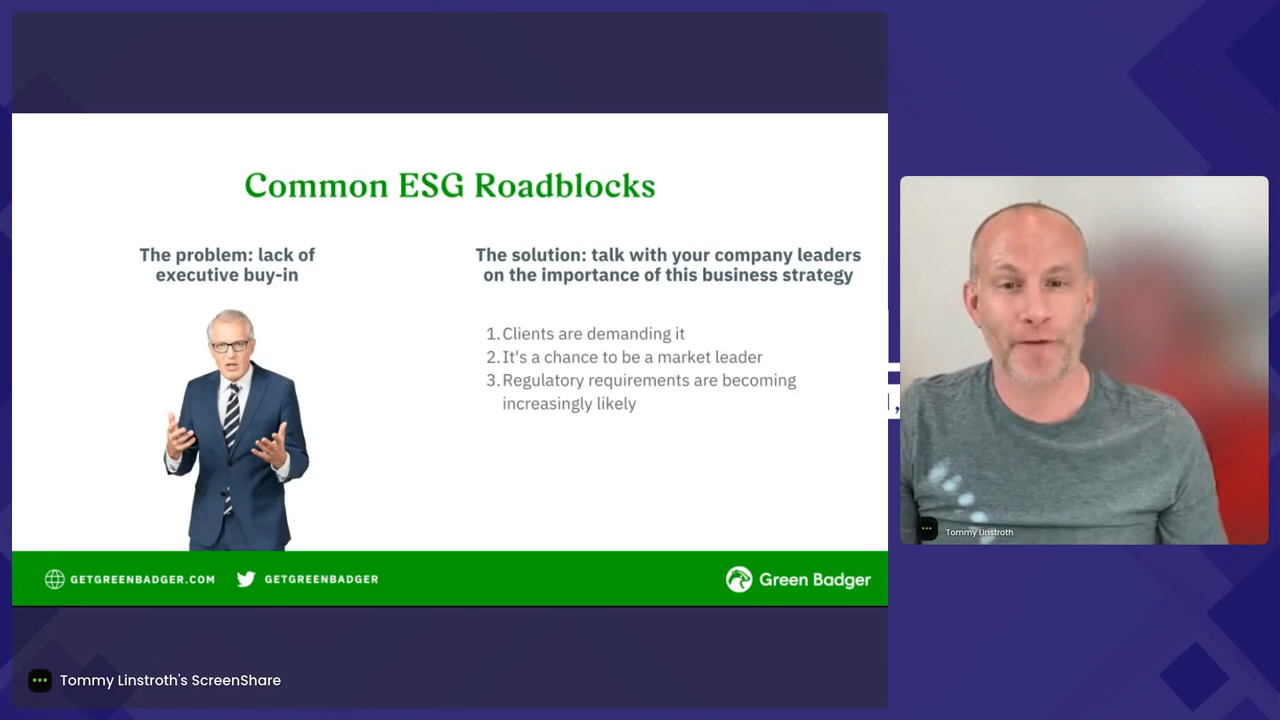 Common ESG Roadblocks
The problem: lack of
executive buy-in
The solution: talk with your company leaders
on the importance of this business strategy
1. Clients are demanding it
2. It's a chance to be a market leader
3. Regulatory requirements are becoming
increasingly likely
GETGREENBADGER.COM
GETGREENBADGER
Green Badger
Tommy Linstroth
Tommy Linstroth's ScreenShare